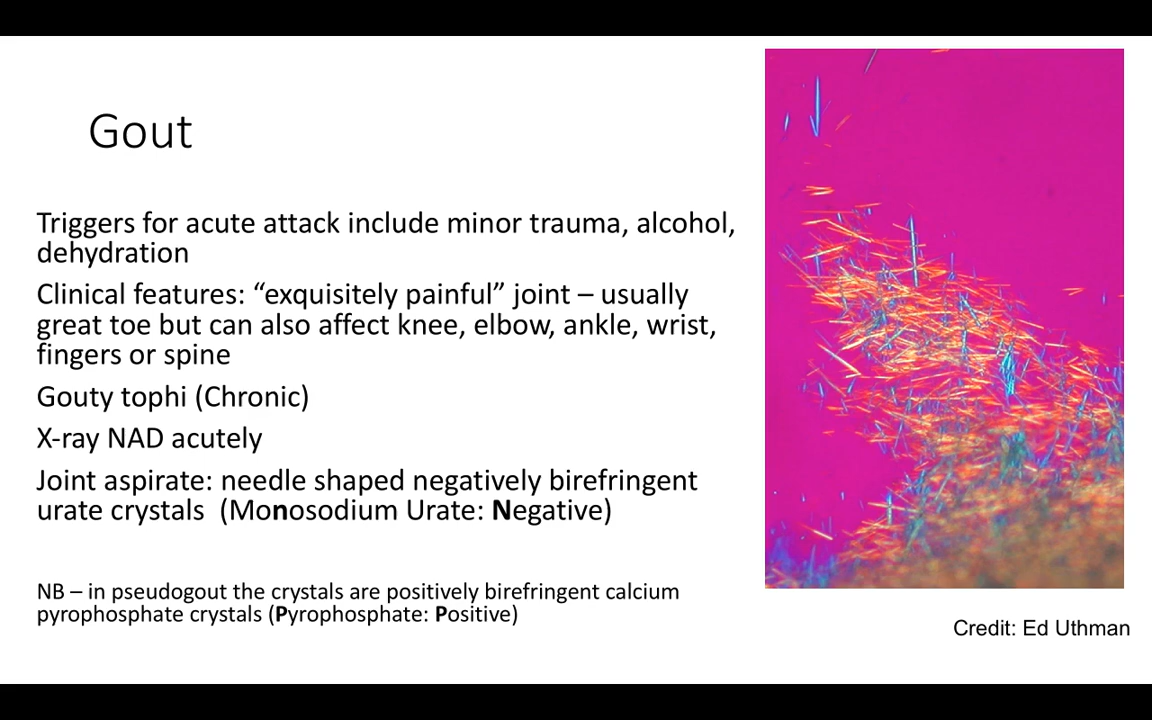 Gout
Triggers for acute attack include minor trauma, alcohol,
dehydration
Clinical features: “exquisitely painful” joint – usually
great toe but can also affect knee, elbow, ankle, wrist,
fingers or spine
Gouty tophi (Chronic)
X-ray NAD acutely
Joint aspirate: needle shaped negatively birefringent
urate crystals  (Monosodium Urate: Negative)
NB – in pseudogout the crystals are positively birefringent calcium
pyrophosphate crystals (Pyrophosphate: Positive)
Credit: Ed Uthman